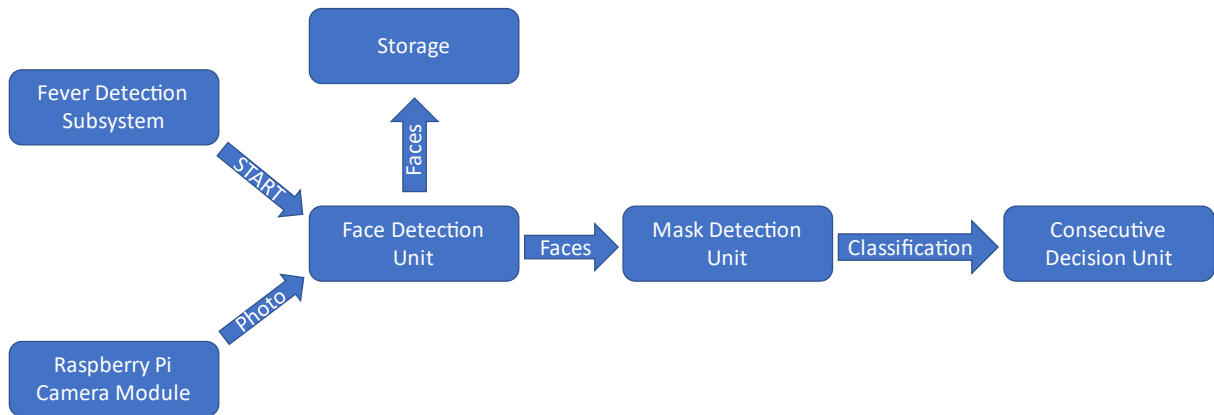 Storage
Fever Detection
Subsystem
Faces
START
Face Detection
Unit
Faces
Mask Detection
Unit
Classification
Consecutive
Decision Unit
Photo
Raspberry Pi
Camera Module